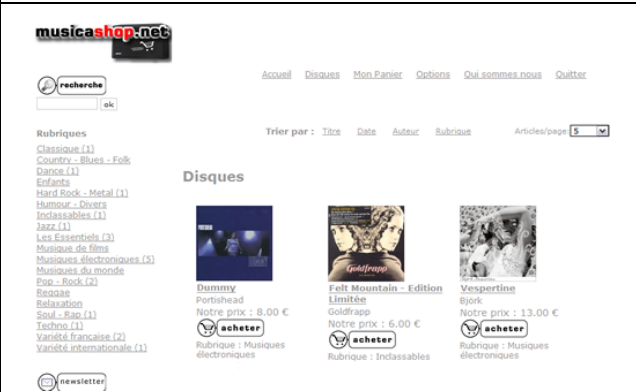 musicashop.net
recherche
ok
Accueil Disques Mon Panier Options Qui sommes nous Quitter
Trier par : Titre Date Auteur Rubrique Articles/page: 5
Rubriques
Classique (1)
Country - Blues - Folk
Dance (1)
Enfants
Hard Rock - Metal (1)
Humour - Divers
Inclassables (1)
Jazz (1)
Les Essentiels (3)
Musique de films
Musiques électroniques (5)
Musiques du monde
Pop - Rock (2)
Reggae
Relaxation
Soul - Rap (1)
Techno (1)
Variété française (2)
Variété internationale (1)
newsletter
Disques
Dummy
Portishead
Notre prix : 8.00 €
acheter
Rubrique : Musiques
électroniques
Goldfrapp
Felt Mountain - Edition
Limitée
Goldfrapp
Notre prix : 6.00 €
acheter
Rubrique : Inclassables
Vespertine
Björk
Notre prix : 13.00 €
acheter
Rubrique : Musiques
électroniques